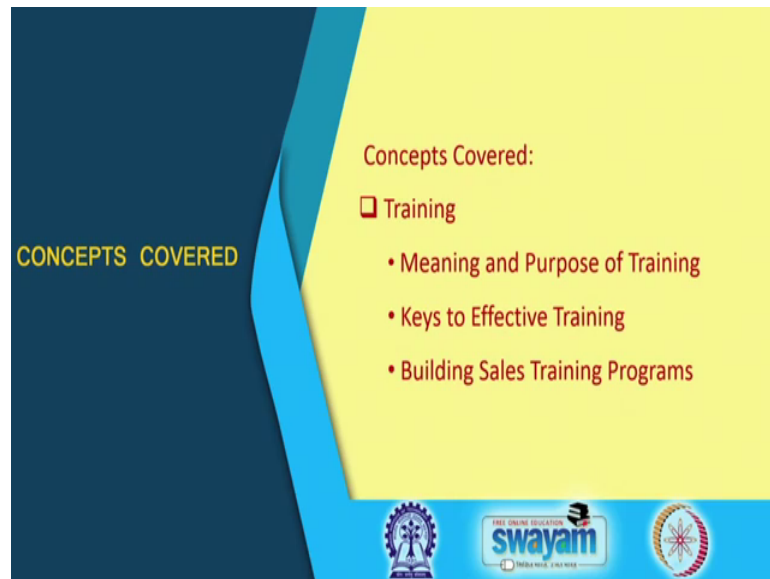 CONCEPTS COVERED
Concepts Covered:
Training
• Meaning and Purpose of Training
• Keys to Effective Training
• Building Sales Training Programs
FREE ONLINE EDUCATION
swayam